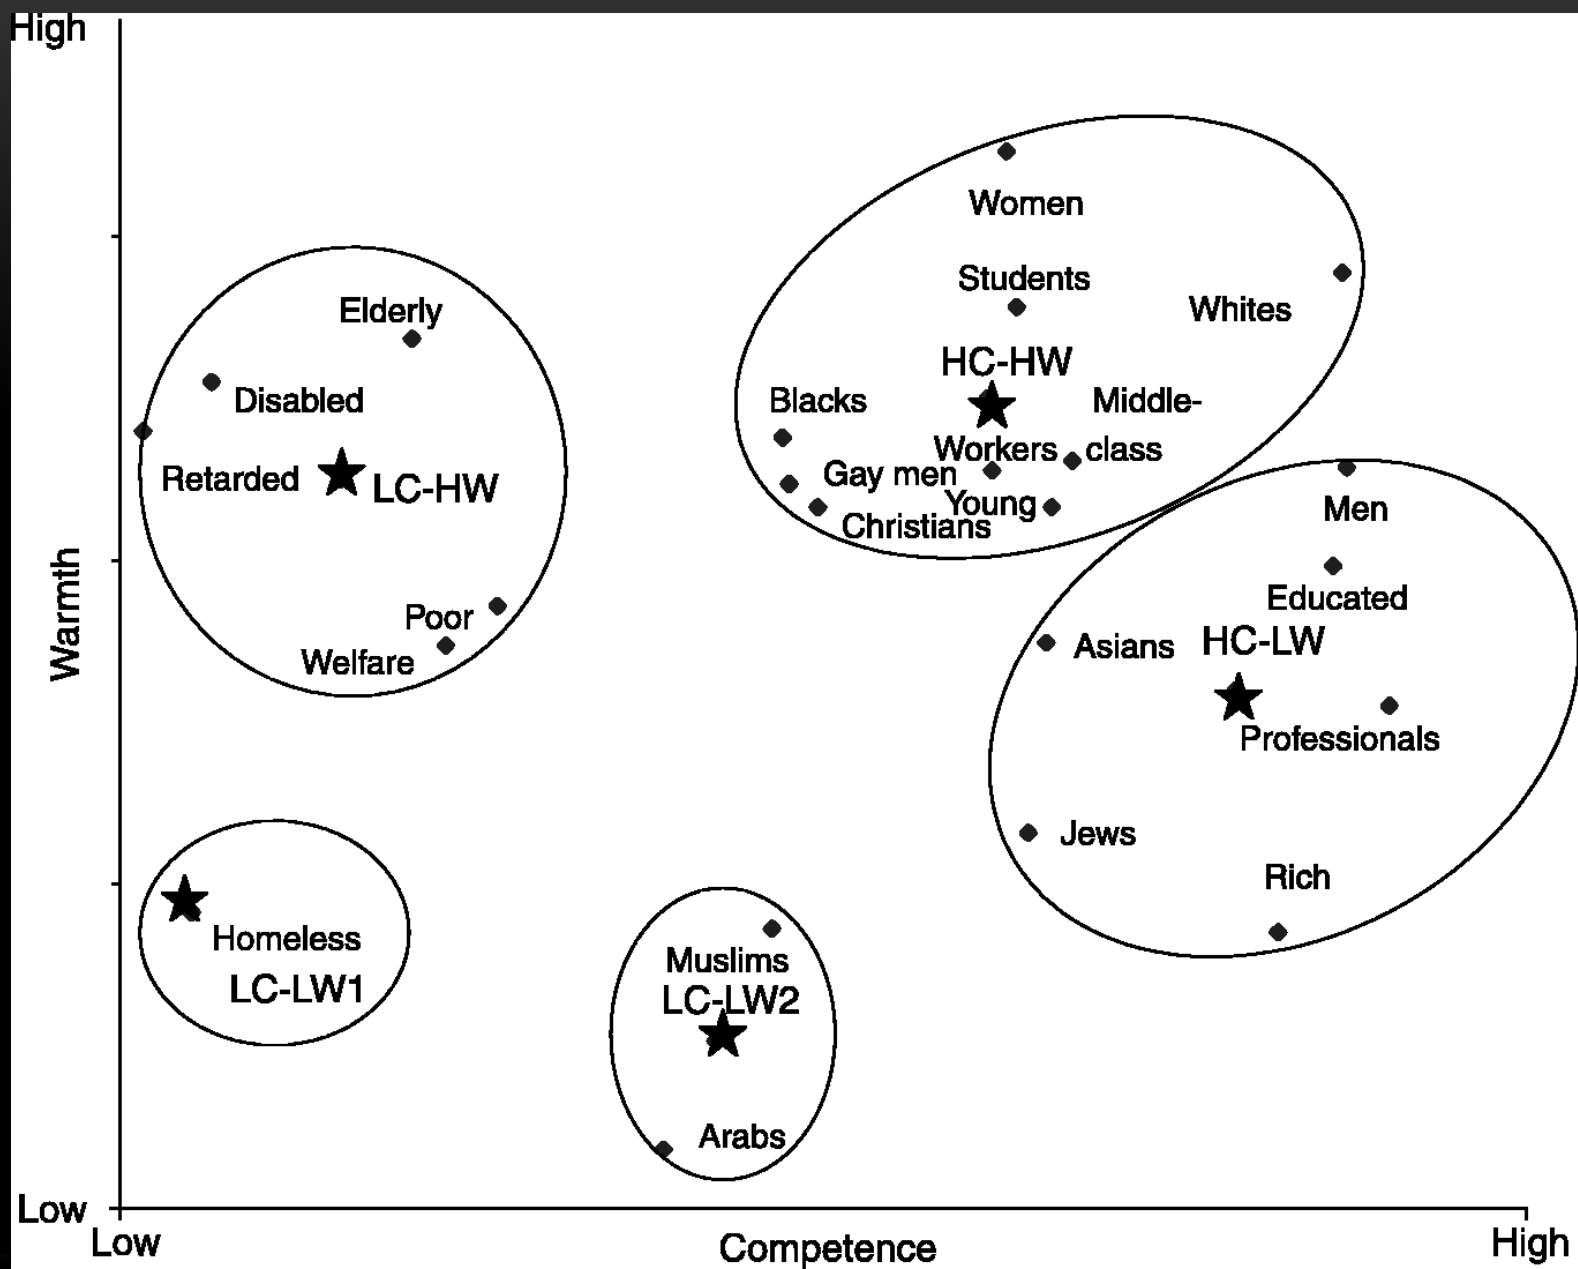 High
Women
Students
Whites
Elderly
HC-HW
Disabled
Blacks
Middle-
Workers
class
Retarded
LC-HW
Gay men
Young
Christians
Men
Educated
Poor
Welfare
Asians
HC-LW
Warmth
Professionals
Jews
Rich
Homeless
LC-LW1
Muslims
LC-LW2
Arabs
Low
Low
Competence
High